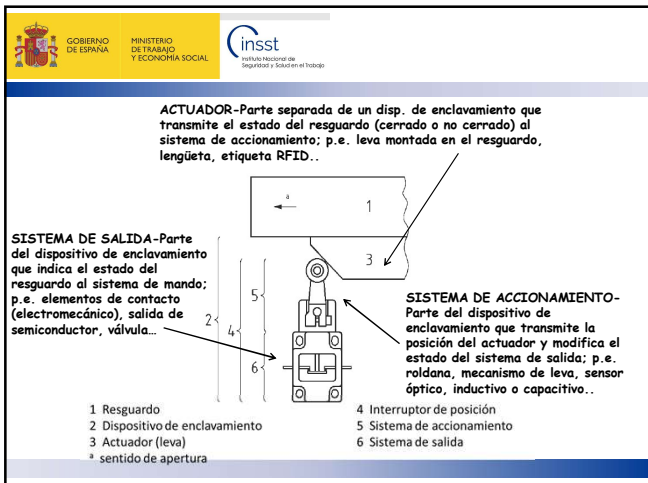 GOBIERNO
DE ESPAÑA
MINISTERIO
DE TRABAJO
Y ECONOMÍA SOCIAL
insst
Instituto Nacional de
Seguridad y Salud en el Trabajo
ACTUADOR-Parte separada de un disp. de enclavamiento que
transmite el estado del resguardo (cerrado o no cerrado) al
sistema de accionamiento; p.e. leva montada en el resguardo,
lengüeta, etiqueta RFID..
a
1
3
SISTEMA DE SALIDA-Parte
del dispositivo de enclavamiento
que indica el estado del
resguardo al sistema de mando;
p.e. elementos de contacto
(electromecánico), salida de
semiconductor, válvula…
5
2
4
6
SISTEMA DE ACCIONAMIENTO-
Parte del dispositivo de
enclavamiento que transmite la
posición del actuador y modifica el
estado del sistema de salida; p.e.
roldana, mecanismo de leva, sensor
óptico, inductivo o capacitivo..
1 Resguardo
2 Dispositivo de enclavamiento
3 Actuador (leva)
ª sentido de apertura
4 Interruptor de posición
5 Sistema de accionamiento
6 Sistema de salida